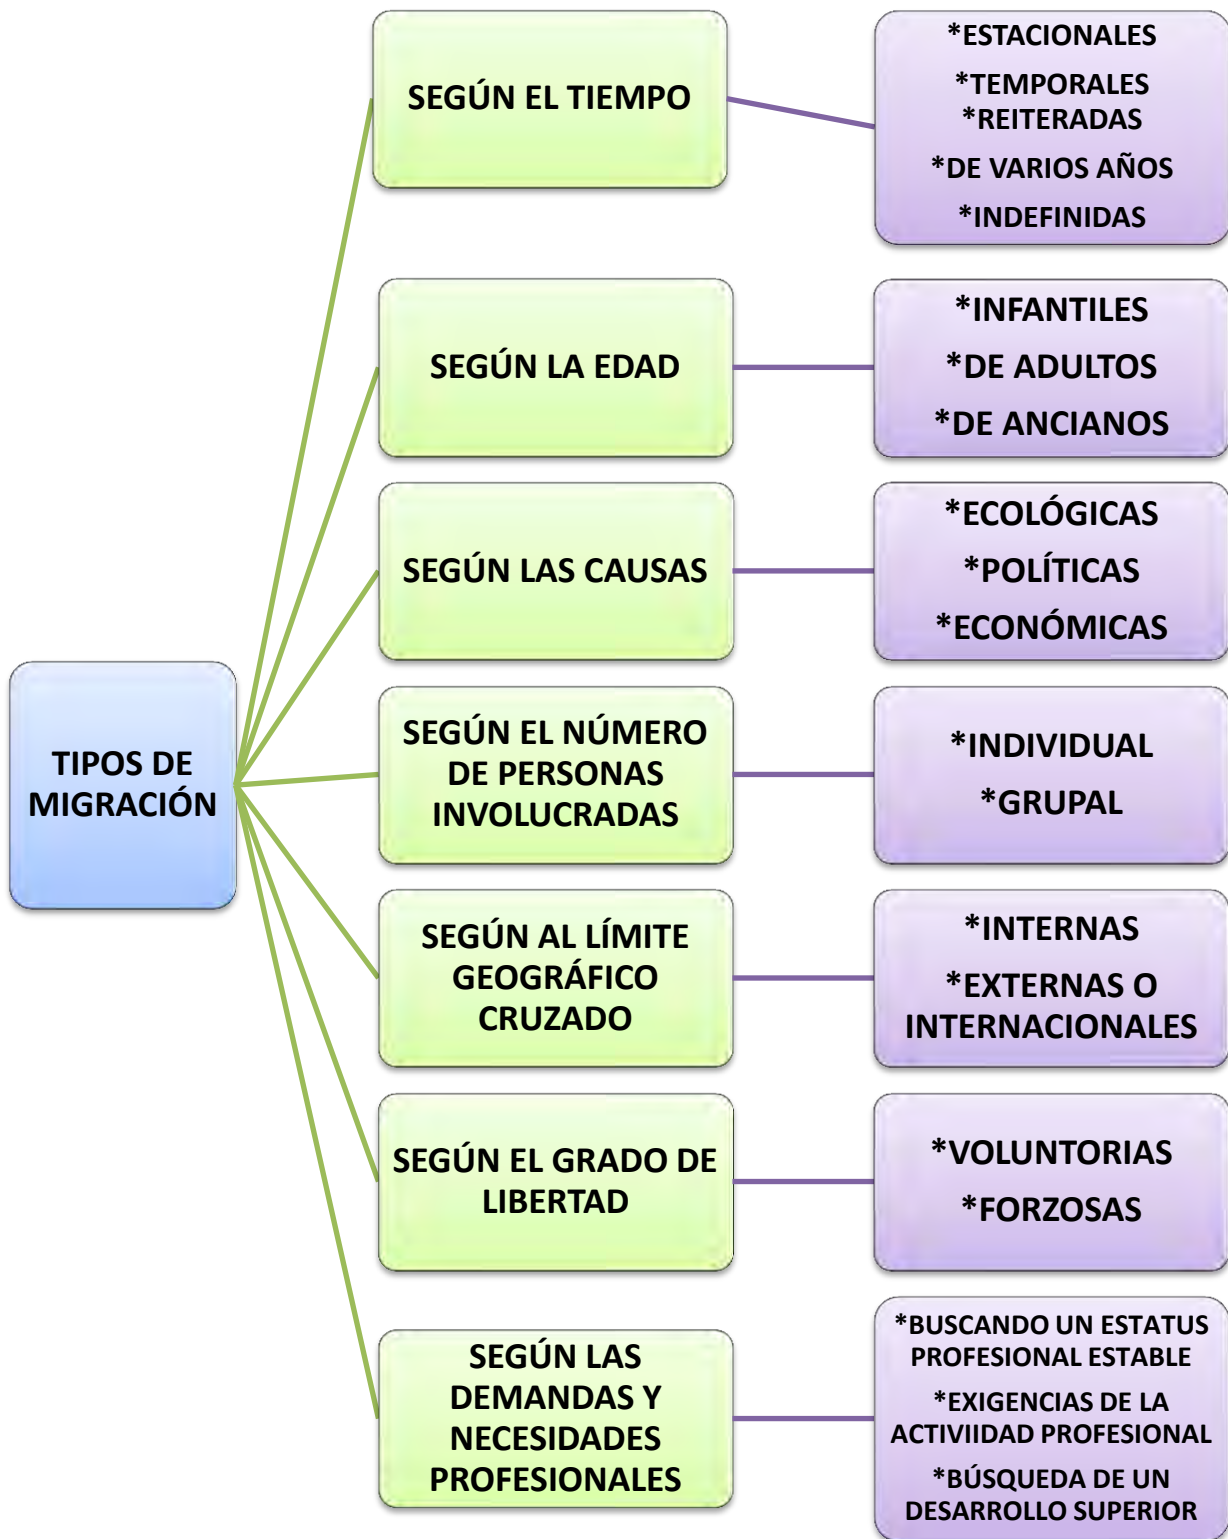 SEGÚN EL TIEMPO
*ESTACIONALES
*TEMPORALES
*REITERADAS
*DE VARIOS AÑOS
*INDEFINIDAS
SEGÚN LA EDAD
*INFANTILES
*DE ADULTOS
*DE ANCIANOS
SEGÚN LAS CAUSAS
*ECOLÓGICAS
*POLÍTICAS
*ECONÓMICAS
TIPOS DE
MIGRACIÓN
SEGÚN EL NÚMERO
DE PERSONAS
INVOLUCRADAS
*INDIVIDUAL
*GRUPAL
SEGÚN AL LÍMITE
GEOGRÁFICO
CRUZADO
*INTERNAS
*EXTERNAS O
INTERNACIONALES
SEGÚN EL GRADO DE
LIBERTAD
*VOLUNTORIAS
*FORZOSAS
SEGÚN LAS
DEMANDAS Y
NECESIDADES
PROFESIONALES
*BUSCANDO UN ESTATUS
PROFESIONAL ESTABLE
*EXIGENCIAS DE LA
ACTIVIIDAD PROFESIONAL
*BÚSQUEDA DE UN
DESARROLLO SUPERIOR